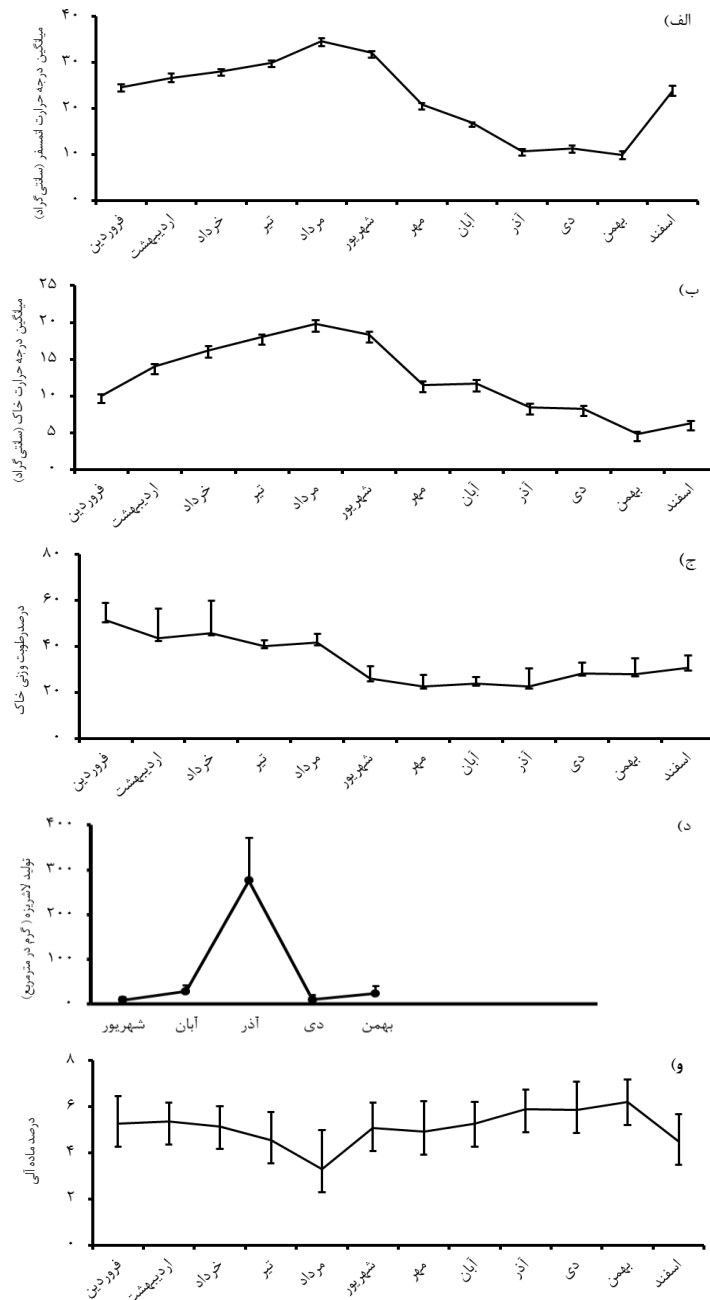 الف)
میانگین درجه حرارت اتمسفر (سانتی‌گراد)
۴۰
۳۰
۲۰
۱۰
۰
فروردین اردیبهشت خرداد تیر مرداد شهریور مهر آبان آذر دی بهمن اسفند
ب)
میانگین درجه حرارت خاک (سانتی‌گراد)
۲۵
۲۰
۱۵
۱۰
۵
۰
فروردین اردیبهشت خرداد تیر مرداد شهریور مهر آبان آذر دی بهمن اسفند
ج)
درصد رطوبت وزنی خاک
۸۰
۶۰
۴۰
۲۰
۰
فروردین اردیبهشت خرداد تیر مرداد شهریور مهر آبان آذر دی بهمن اسفند
د)
تولید لاشریزه (گرم در مترمربع)
۴۰۰
۳۰۰
۲۰۰
۱۰۰
۰
شهریور آبان آذر دی بهمن
و)
درصد ماده آلی
۸
۶
۴
۲
۰
فروردین اردیبهشت خرداد تیر مرداد شهریور مهر آبان آذر دی بهمن اسفند